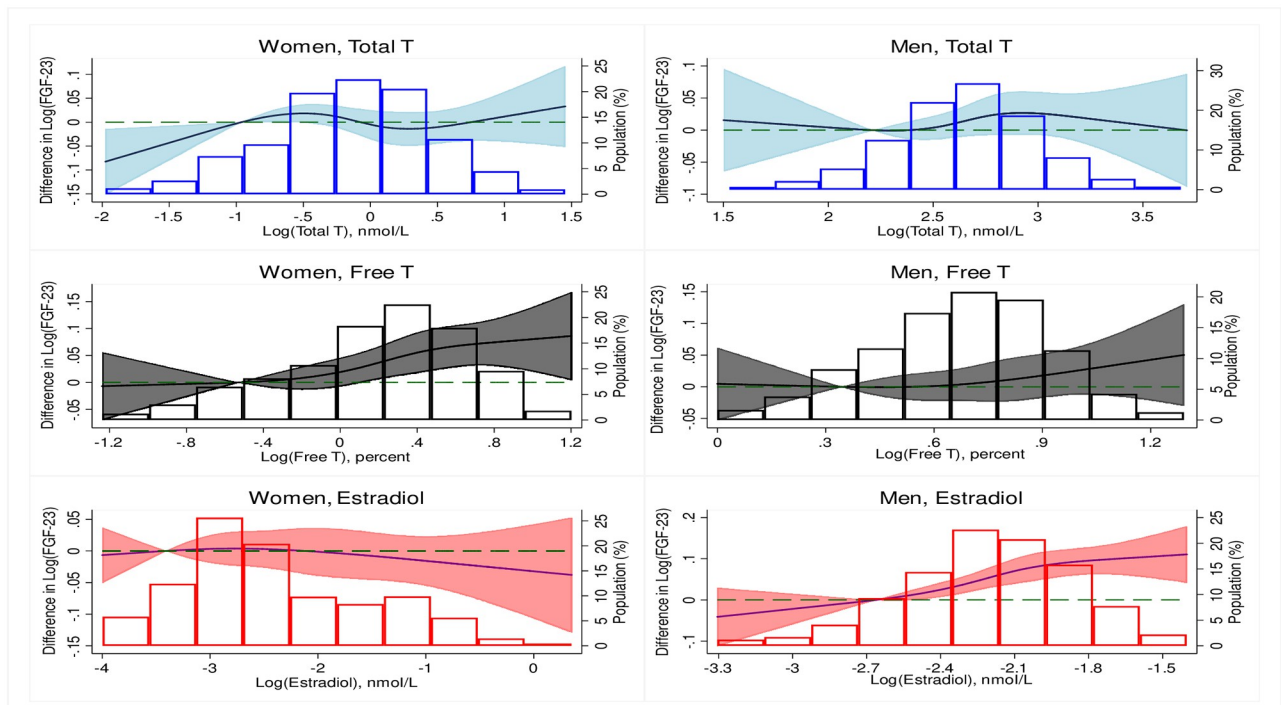 Women, Total T
Difference in Log(FGF-23)
.1
.05
0
-.05
-.1
-.15
25
20
15
10
5
0
Population (%)
-2 -1.5 -1 -.5 0 .5 1 1.5
Log(Total T), nmol/L
Men, Total T
Difference in Log(FGF-23)
.1
.05
0
-.05
-.1
30
20
10
0
Population (%)
1.5 2 2.5 3 3.5
Log(Total T), nmol/L
Women, Free T
Difference in Log(FGF-23)
.15
.1
.05
0
-.05
25
20
15
10
5
0
Population (%)
-1.2 -.8 -.4 0 .4 .8 1.2
Log(Free T), percent
Men, Free T
Difference in Log(FGF-23)
.15
.1
.05
0
-.05
20
15
10
5
0
Population (%)
0 .3 .6 .9 1.2
Log(Free T), percent
Women, Estradiol
Difference in Log(FGF-23)
.05
0
-.05
-.1
-.15
25
20
15
10
5
0
Population (%)
-4 -3 -2 -1 0
Log(Estradiol), nmol/L
Men, Estradiol
Difference in Log(FGF-23)
.2
.1
0
-.1
25
20
15
10
5
0
Population (%)
-3.3 -3 -2.7 -2.4 -2.1 -1.8 -1.5
Log(Estradiol), nmol/L